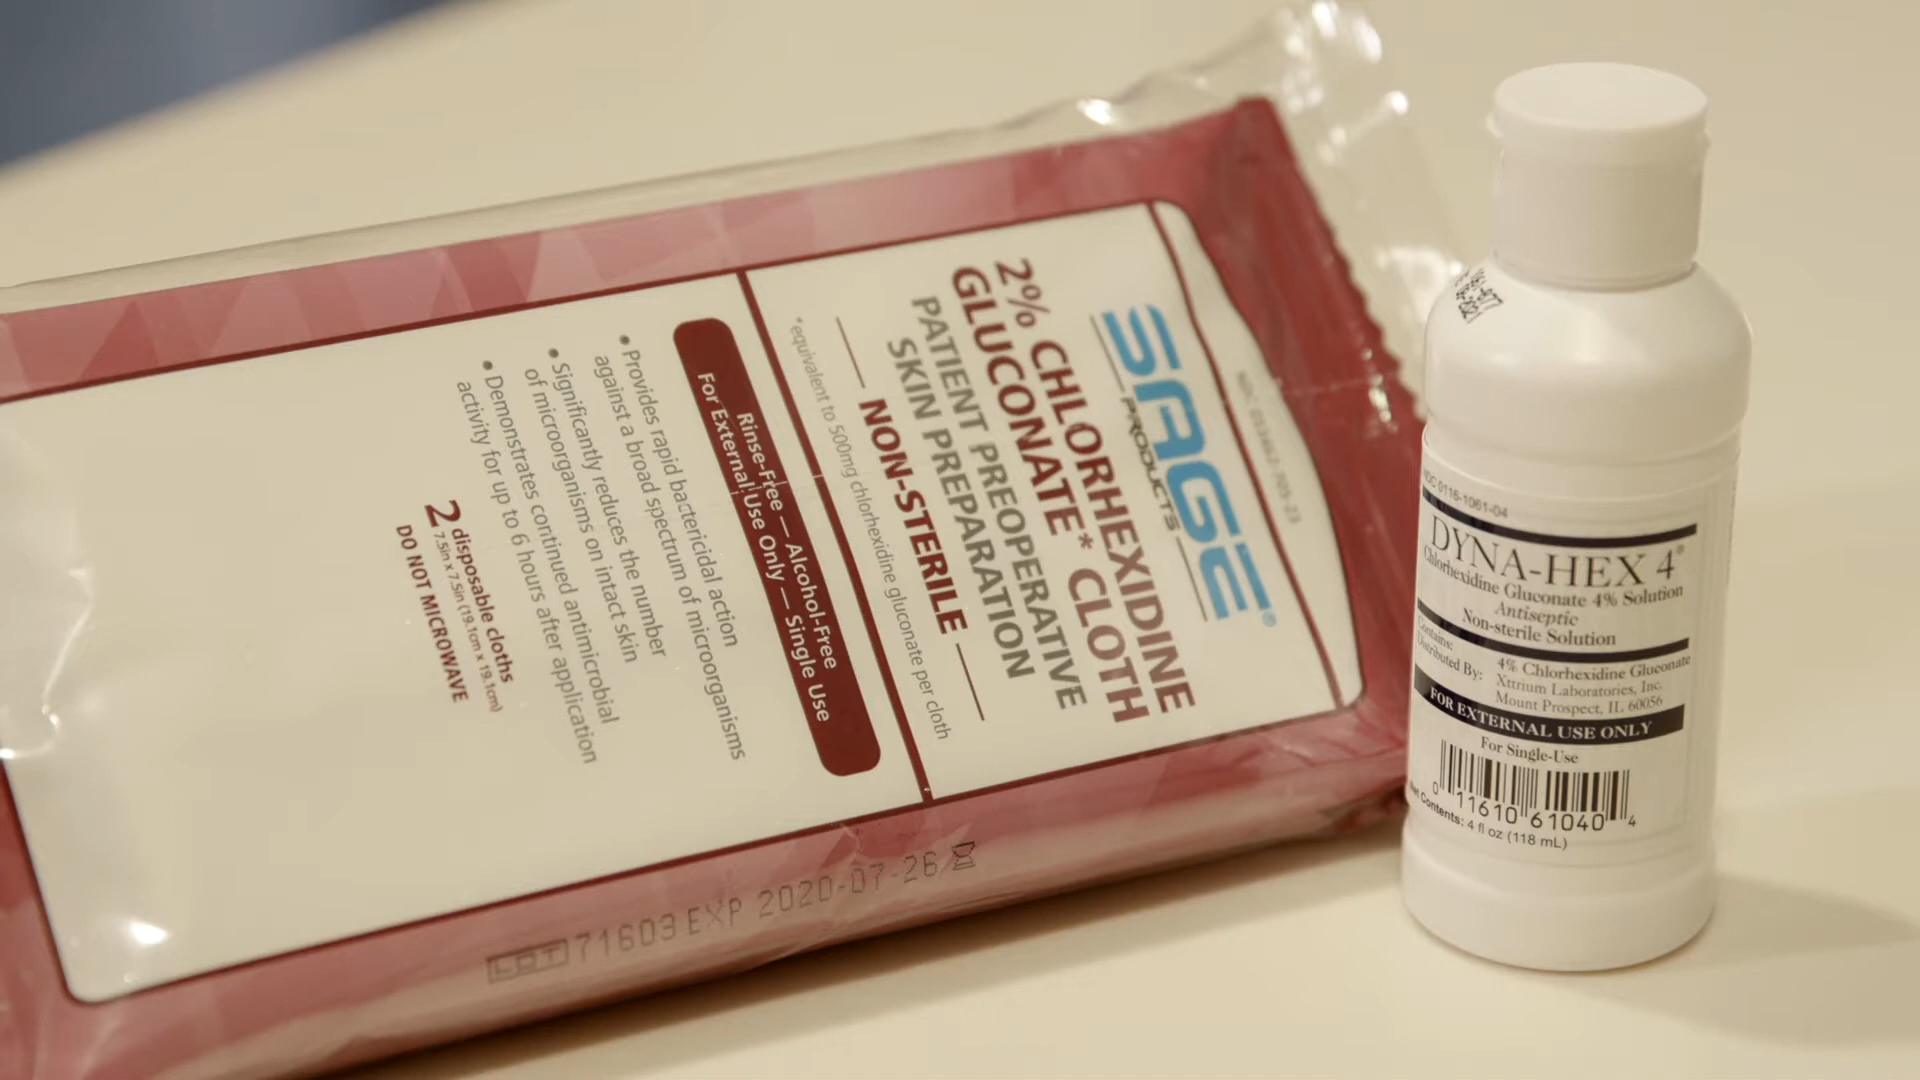 SAGE®
PRODUCTS
2% CHLORHEXIDINE
GLUCONATE* CLOTH
PATIENT PREOPERATIVE
SKIN PREPARATION
NON-STERILE
*equivalent to 500mg chlorhexidine gluconate per cloth
Rinse-Free — Alcohol-Free
For External Use Only — Single Use
• Provides rapid bactericidal action
against a broad spectrum of microorganisms
• Significantly reduces the number
of microorganisms on intact skin
• Demonstrates continued antimicrobial
activity for up to 6 hours after application
2 disposable cloths
7.5in x 7.5in (19.1cm x 19.1cm)
DO NOT MICROWAVE
LOT 71603 EXP 2020-07-26
NDC 0116-1061-04
DYNA-HEX 4®
Chlorhexidine Gluconate 4% Solution
Antiseptic
Non-sterile Solution
Contains: 4% Chlorhexidine Gluconate
Distributed By: Xttrium Laboratories, Inc.
Mount Prospect, IL 60056
FOR EXTERNAL USE ONLY
For Single-Use
0 11610 61040 4
Net Contents: 4 fl oz (118 mL)